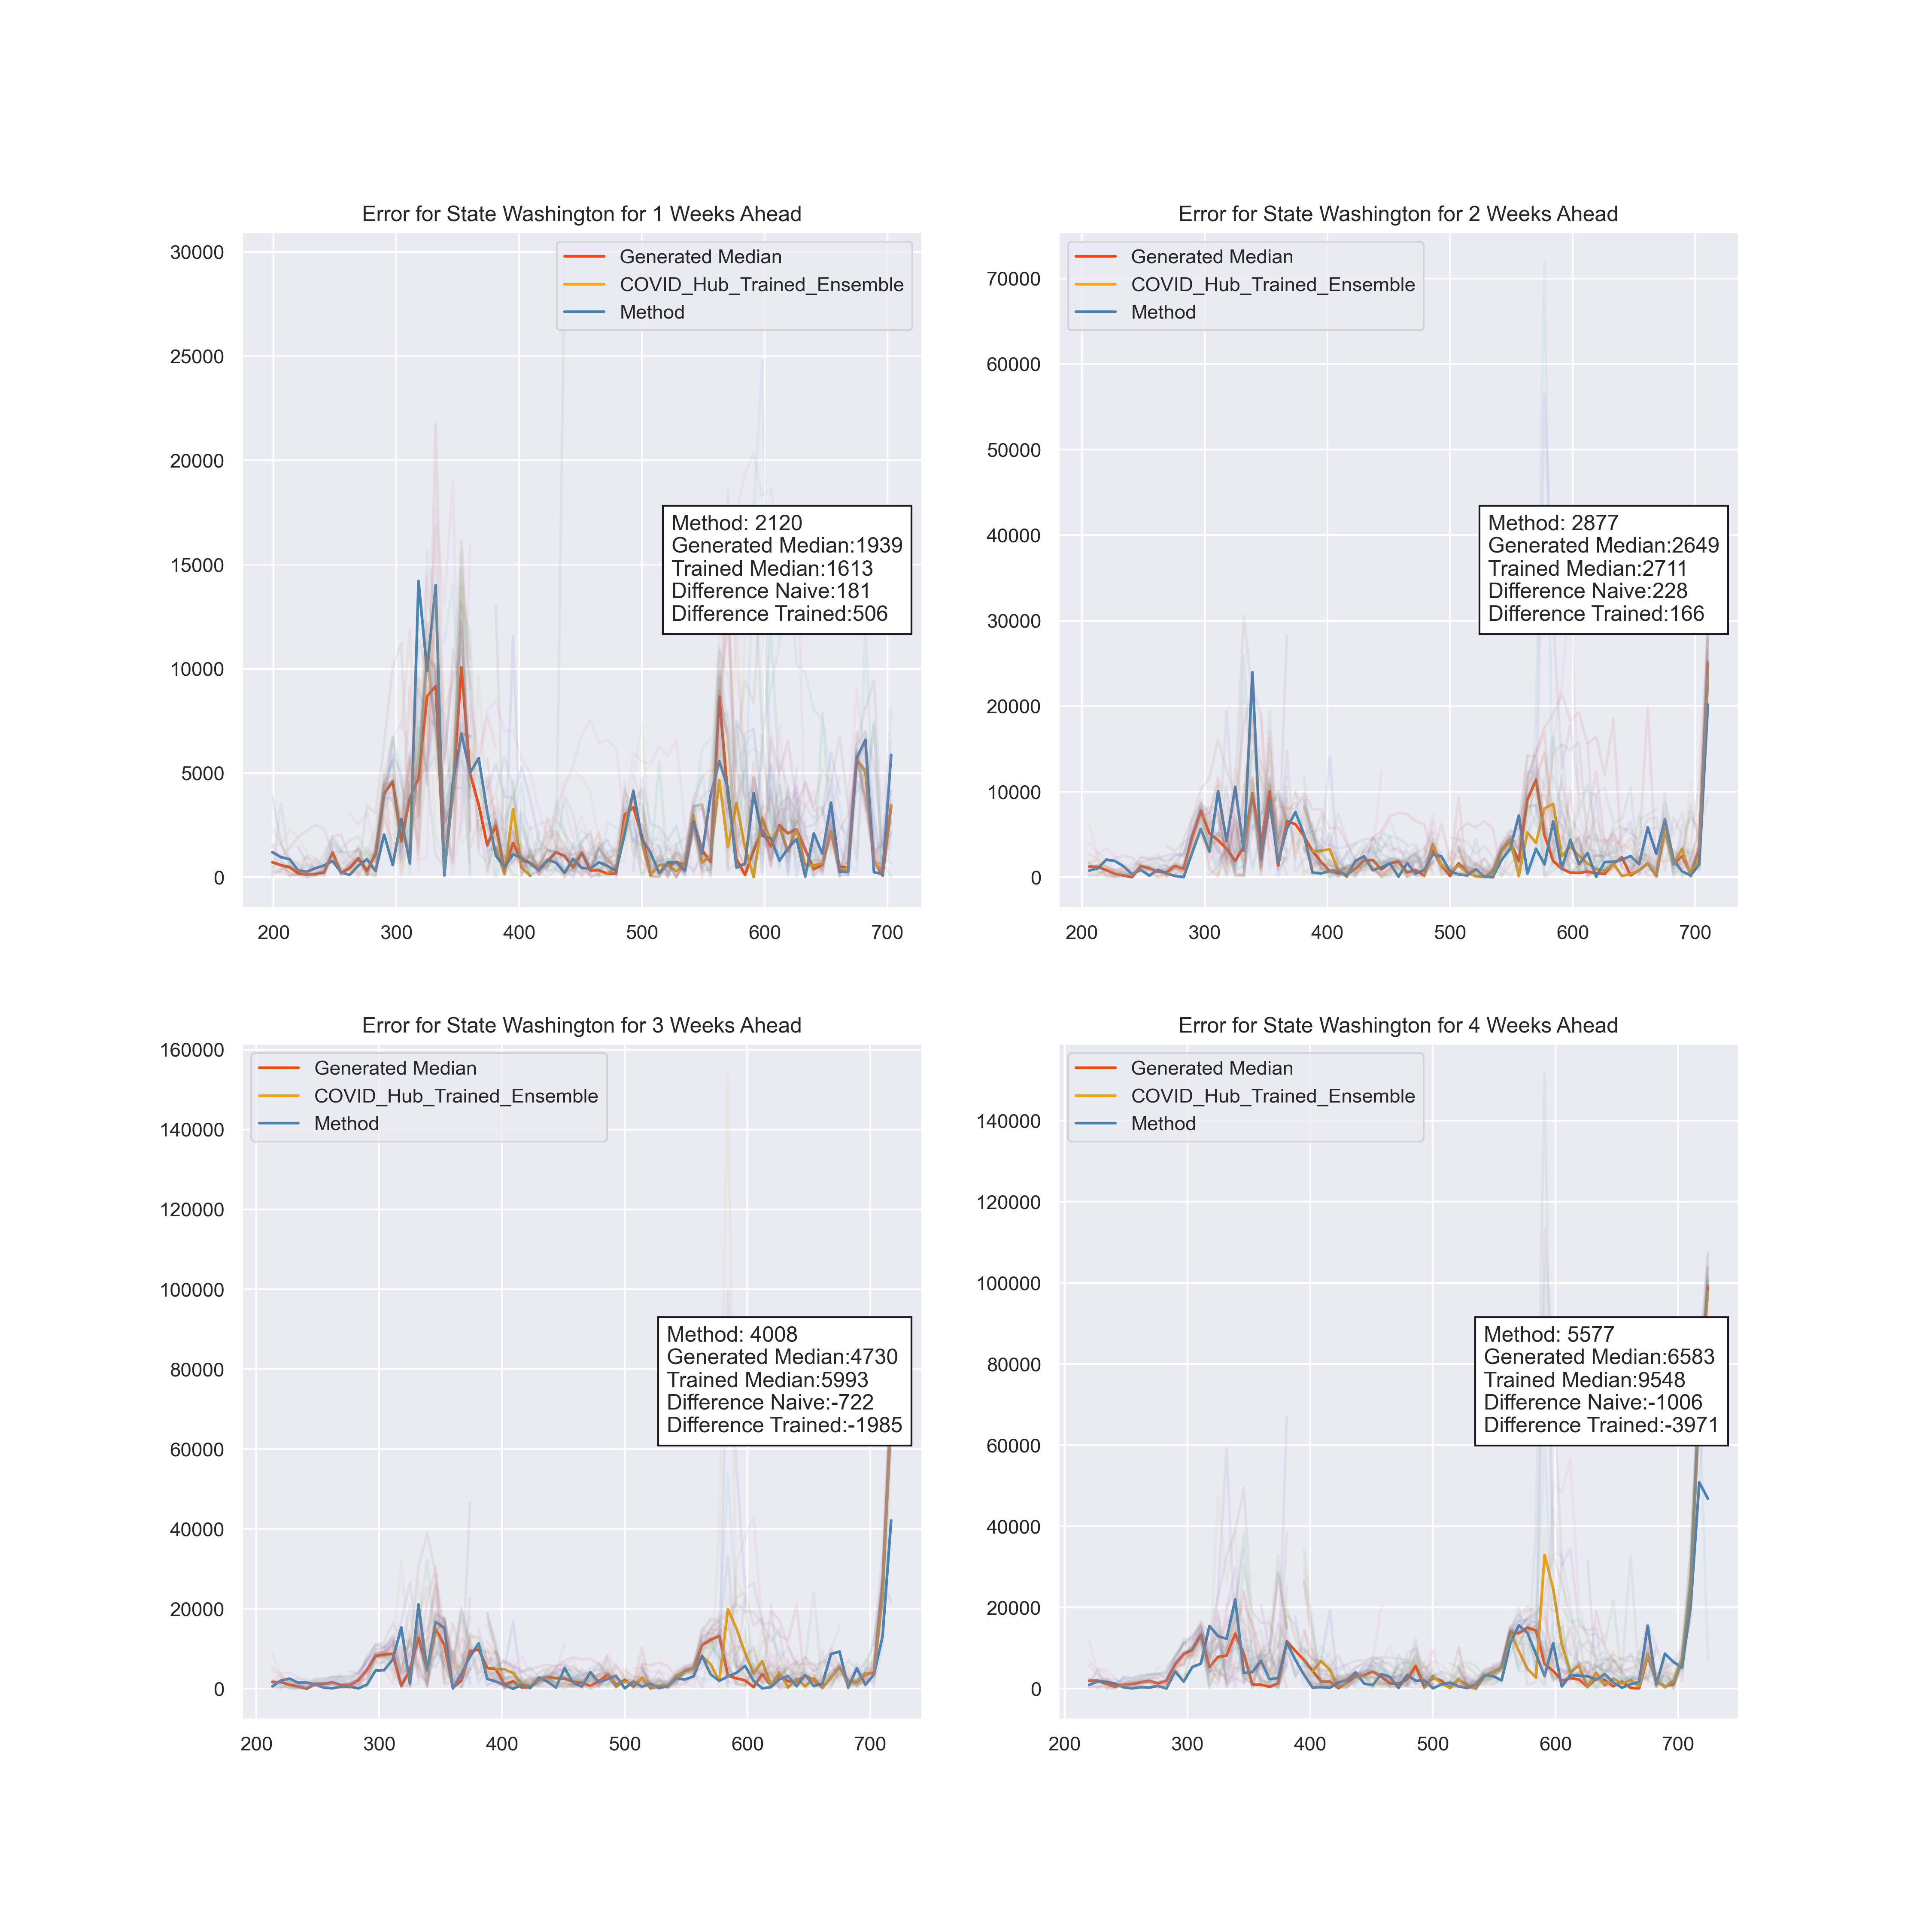 Error for State Washington for 1 Weeks Ahead
30000
25000
20000
15000
10000
5000
0
200 300 400 500 600 700
Generated Median
COVID_Hub_Trained_Ensemble
Method
Method: 2120
Generated Median:1939
Trained Median:1613
Difference Naive:181
Difference Trained:506
Error for State Washington for 2 Weeks Ahead
70000
60000
50000
40000
30000
20000
10000
0
200 300 400 500 600 700
Generated Median
COVID_Hub_Trained_Ensemble
Method
Method: 2877
Generated Median:2649
Trained Median:2711
Difference Naive:228
Difference Trained:166
Error for State Washington for 3 Weeks Ahead
160000
140000
120000
100000
80000
60000
40000
20000
0
200 300 400 500 600 700
Generated Median
COVID_Hub_Trained_Ensemble
Method
Method: 4008
Generated Median:4730
Trained Median:5993
Difference Naive:-722
Difference Trained:-1985
Error for State Washington for 4 Weeks Ahead
140000
120000
100000
80000
60000
40000
20000
0
200 300 400 500 600 700
Generated Median
COVID_Hub_Trained_Ensemble
Method
Method: 5577
Generated Median:6583
Trained Median:9548
Difference Naive:-1006
Difference Trained:-3971